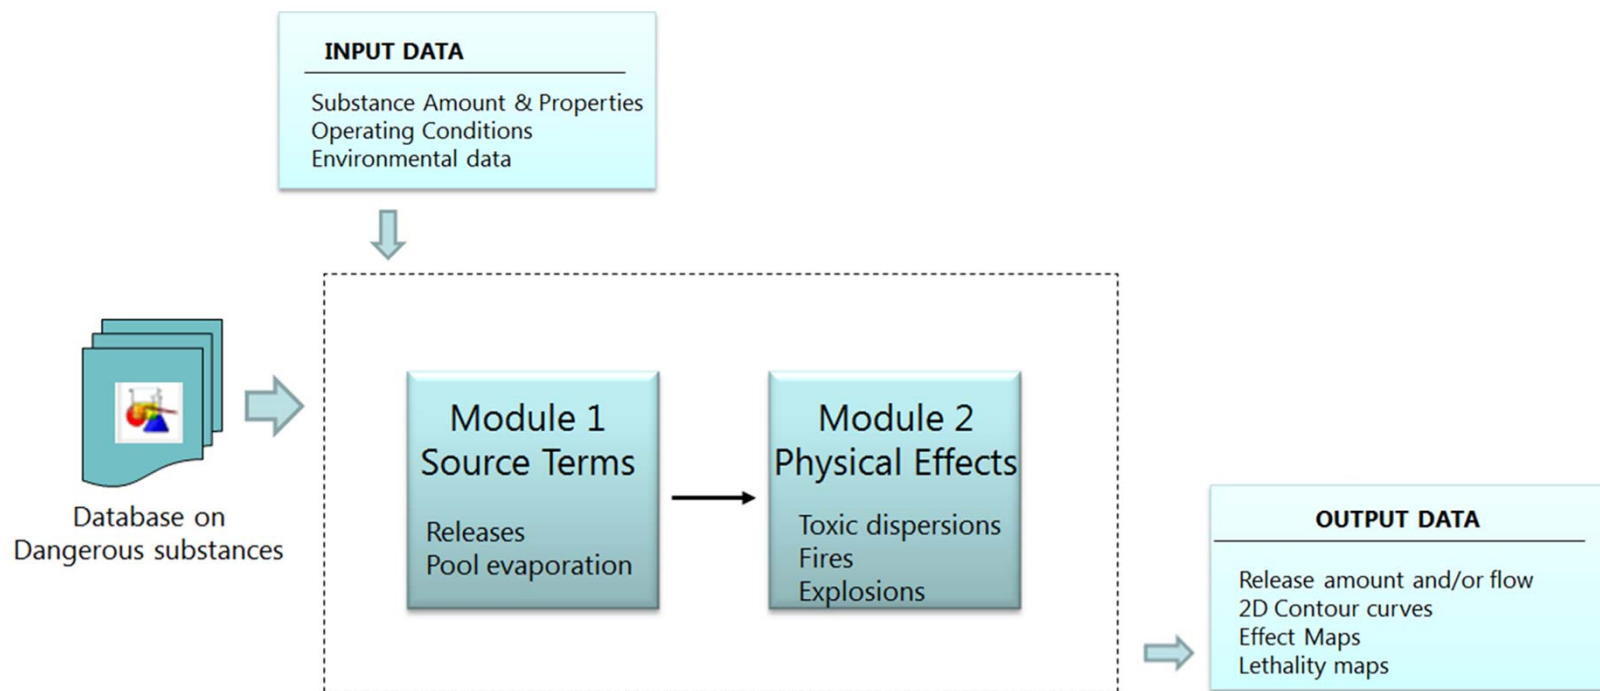 INPUT DATA
Substance Amount & Properties
Operating Conditions
Environmental data
Database on
Dangerous substances
Module 1
Source Terms
Releases
Pool evaporation
Module 2
Physical Effects
Toxic dispersions
Fires
Explosions
OUTPUT DATA
Release amount and/or flow
2D Contour curves
Effect Maps
Lethality maps